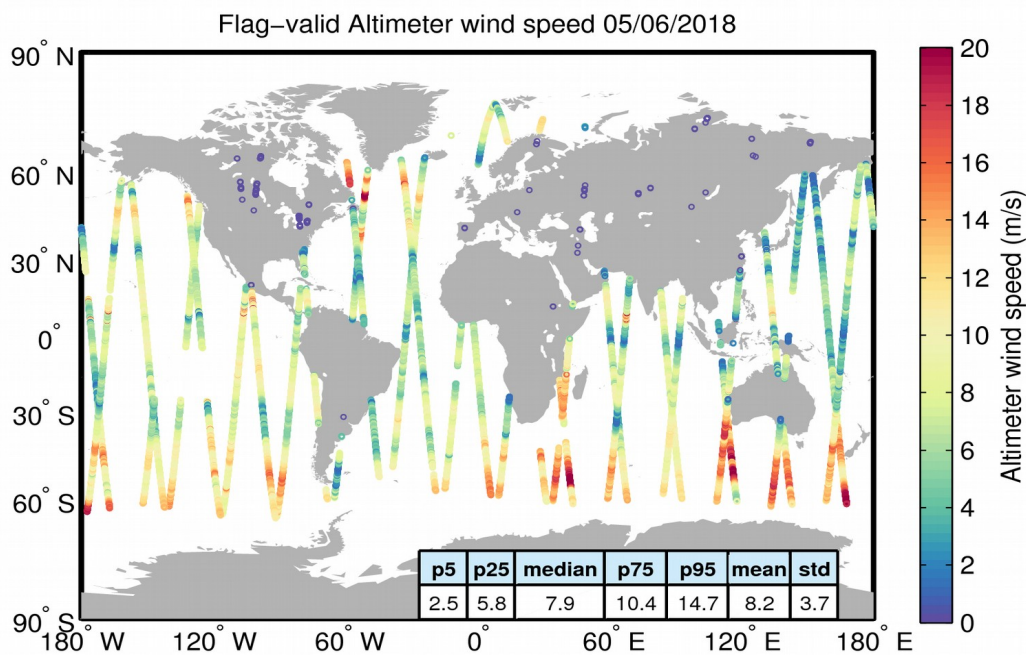 Flag−valid Altimeter wind speed 05/06/2018
90° N
60° N
30° N
0°
30° S
60° S
90° S
180° W
120° W
60° W
0°
60° E
120° E
180° E
p5 p25 median p75 p95 mean std
2.5 5.8 7.9 10.4 14.7 8.2 3.7
20
18
16
14
12
10
8
6
4
2
0
Altimeter wind speed (m/s)